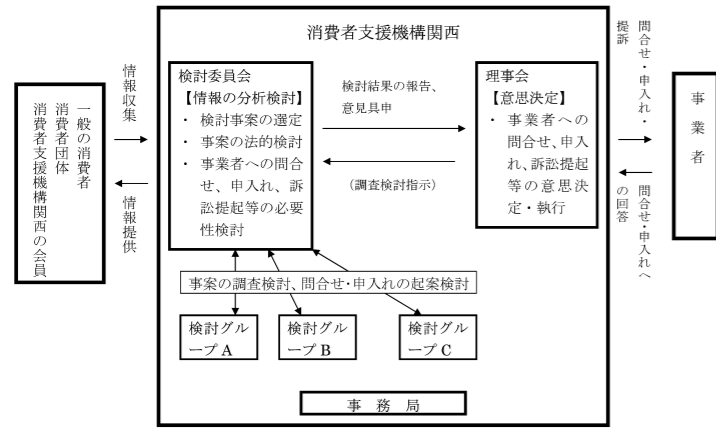 消費者支援機構関西
一般の消費者
消費者団体
消費者支援機構関西の会員
情報収集
情報提供
検討委員会
【情報の分析検討】
・ 検討事案の選定
・ 事案の法的検討
・ 事業者への問合
せ、申入れ、訴
訟提起等の必要
性検討
検討結果の報告、
意見具申
(調査検討指示)
理事会
【意思決定】
・ 事業者への
問合せ、申入
れ、訴訟提起
等の意思決
定・執行
問合せ・申入れ・
提訴
問合せ・申入れへ
の回答
事業者
事案の調査検討、問合せ・申入れの起案検討
検討グル
ープ A
検討グル
ープ B
検討グル
ープ C
事 務 局